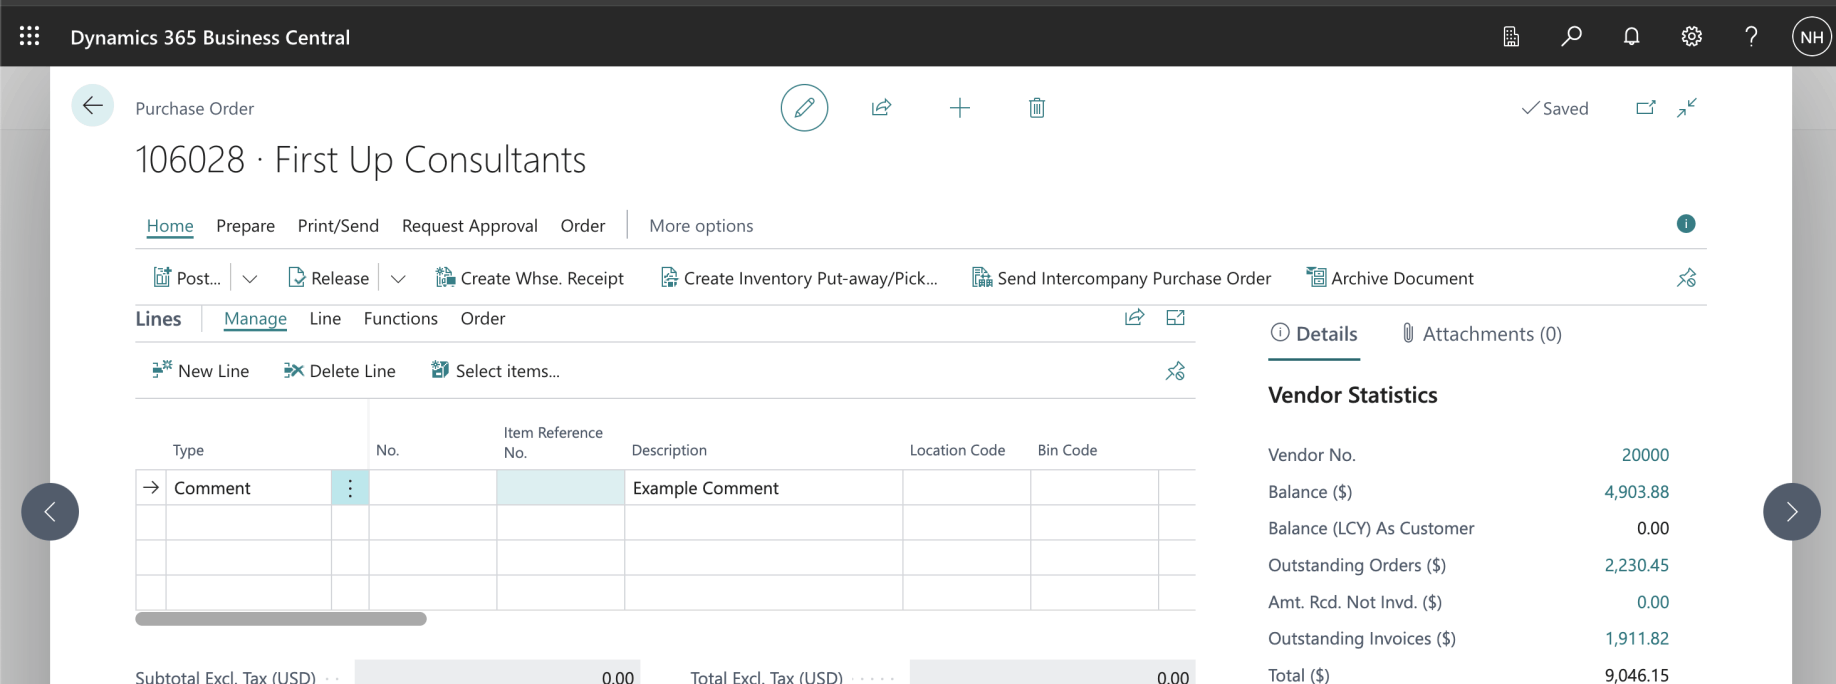 Dynamics 365 Business Central
NH
Purchase Order
Saved
106028 · First Up Consultants
Home Prepare Print/Send Request Approval Order More options
Post... Release Create Whse. Receipt Create Inventory Put-away/Pick... Send Intercompany Purchase Order Archive Document
Lines Manage Line Functions Order
Details Attachments (0)
New Line Delete Line Select items...
Vendor Statistics
Type No. Item Reference No. Description Location Code Bin Code
Comment Example Comment
Vendor No. 20000
Balance ($) 4,903.88
Balance (LCY) As Customer 0.00
Outstanding Orders ($) 2,230.45
Amt. Rcd. Not Invd. ($) 0.00
Outstanding Invoices ($) 1,911.82
Total ($) 9,046.15
Subtotal Excl. Tax (USD) 0.00 Total Excl. Tax (USD) 0.00